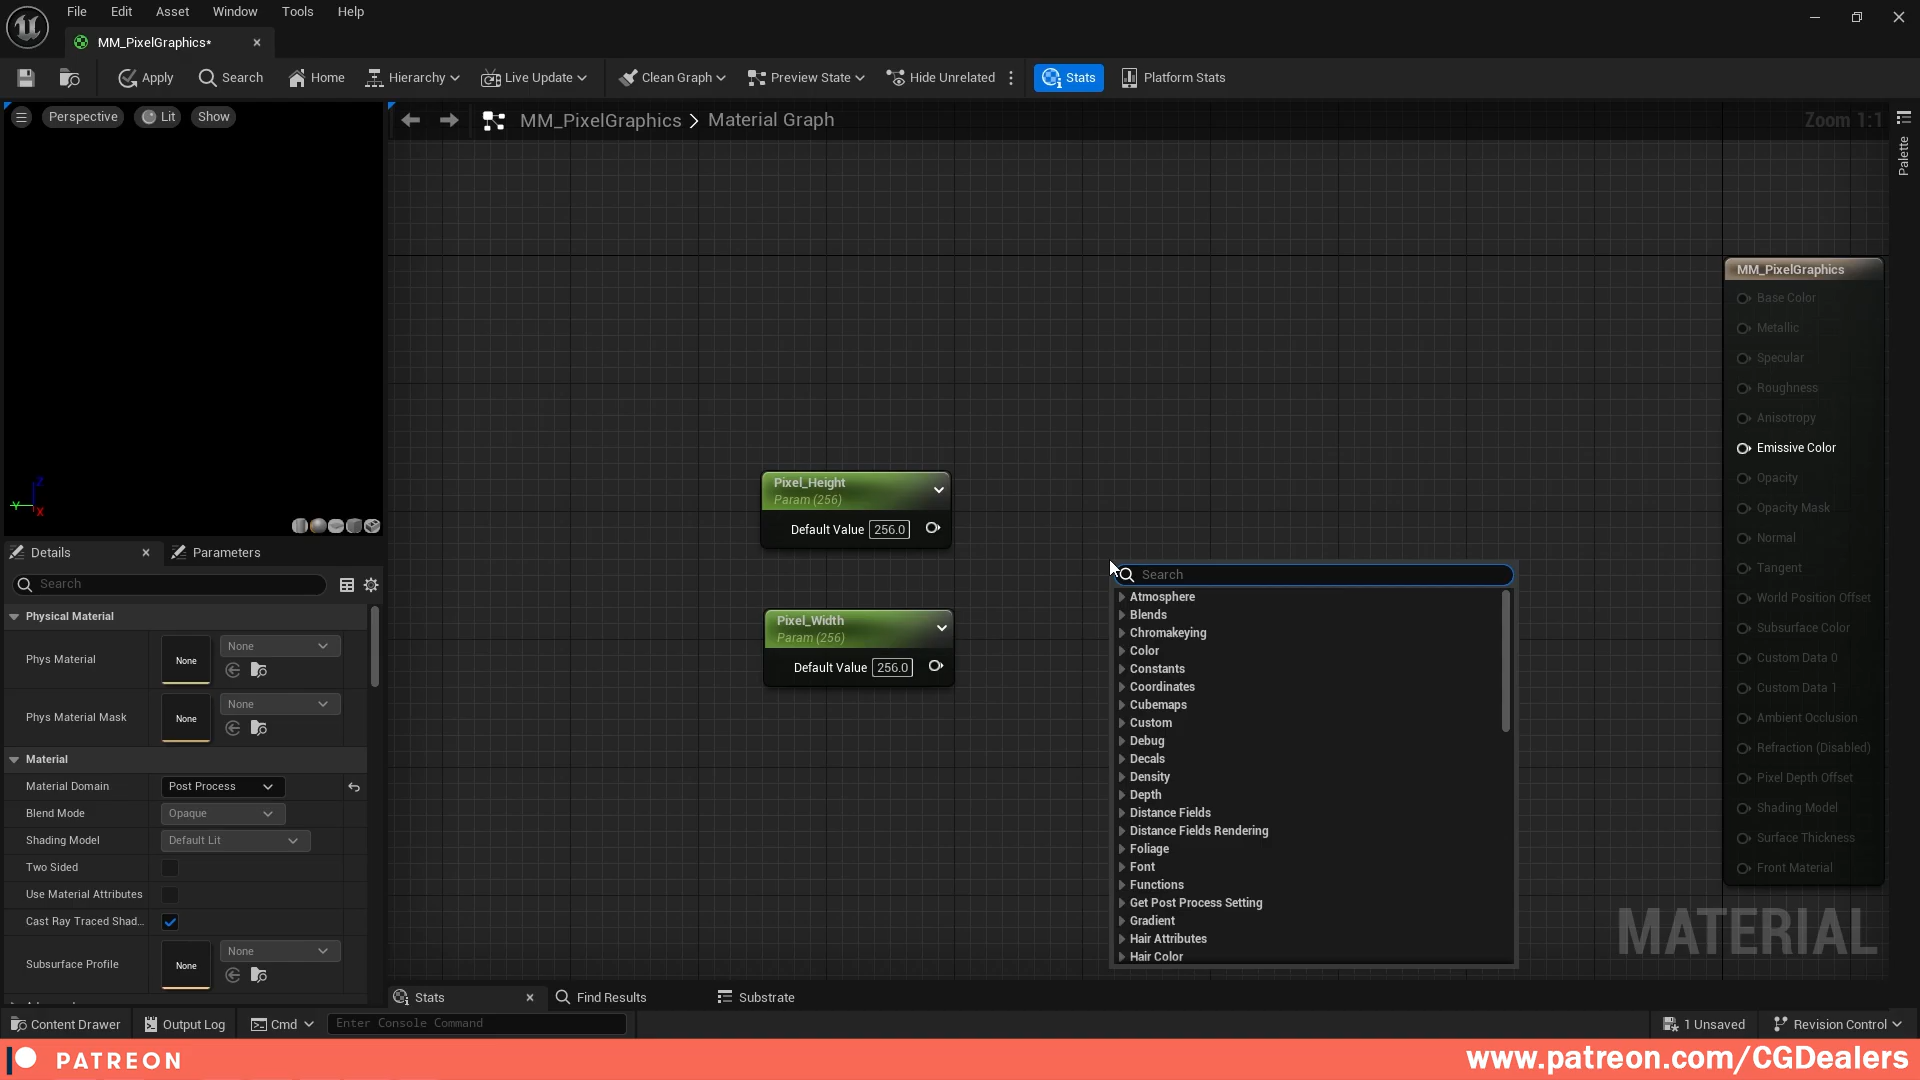 File Edit Asset Window Tools Help
MM_PixelGraphics*
Apply Search Home Hierarchy Live Update Clean Graph Preview State Hide Unrelated Stats Platform Stats
Perspective Lit Show
MM_PixelGraphics > Material Graph
Zoom 1:1
Palette
MM_PixelGraphics
Base Color
Metallic
Specular
Roughness
Anisotropy
Emissive Color
Opacity
Opacity Mask
Normal
Tangent
World Position Offset
Subsurface Color
Custom Data 0
Custom Data 1
Ambient Occlusion
Refraction (Disabled)
Pixel Depth Offset
Shading Model
Surface Thickness
Front Material
Pixel_Height
Param (256)
Default Value 256.0
Pixel_Width
Param (256)
Default Value 256.0
Search
Atmosphere
Blends
Chromakeying
Color
Constants
Coordinates
Cubemaps
Custom
Debug
Decals
Density
Depth
Distance Fields
Distance Fields Rendering
Foliage
Font
Functions
Get Post Process Setting
Gradient
Hair Attributes
Hair Color
Z
Y
X
Details Parameters
Search
Physical Material
Phys Material None None
Phys Material Mask None None
Material
Material Domain Post Process
Blend Mode Opaque
Shading Model Default Lit
Two Sided
Use Material Attributes
Cast Ray Traced Shad...
Subsurface Profile None None
MATERIAL
Stats Find Results Substrate
Content Drawer Output Log Cmd Enter Console Command 1 Unsaved Revision Control
PATREON www.patreon.com/CGDealers